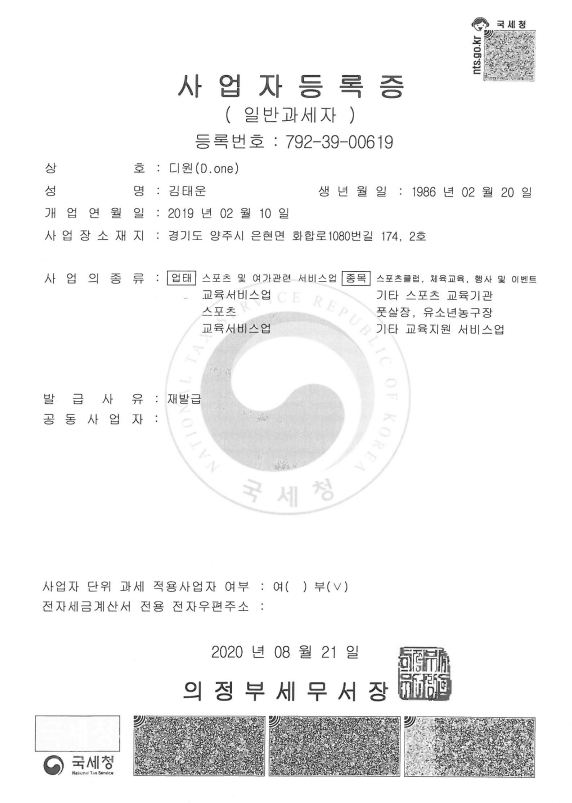 국세청
nts.go.kr
사업자등록증
( 일반과세자 )
등록번호 : 792-39-00619
상 호 : 디원(D.one)
성 명 : 김태운 생 년 월 일 : 1986 년 02 월 20 일
개 업 연 월 일 : 2019 년 02 월 10 일
사 업 장 소 재 지 : 경기도 양주시 은현면 화합로1080번길 174, 2호
사 업 의 종 류 : 업태 스포츠 및 여가관련 서비스업 종목 스포츠클럽, 체육교육, 행사 및 이벤트
교육서비스업 기타 스포츠 교육기관
스포츠 풋살장, 유소년농구장
교육서비스업 기타 교육지원 서비스업
NATIONAL TAX SERVICE REPUBLIC OF KOREA
국세청
발 급 사 유 : 재발급
공 동 사 업 자 :
사업자 단위 과세 적용사업자 여부 : 여( ) 부(∨)
전자세금계산서 전용 전자우편주소 :
2020 년 08 월 21 일
의정부세무서장
국세청
National Tax Service